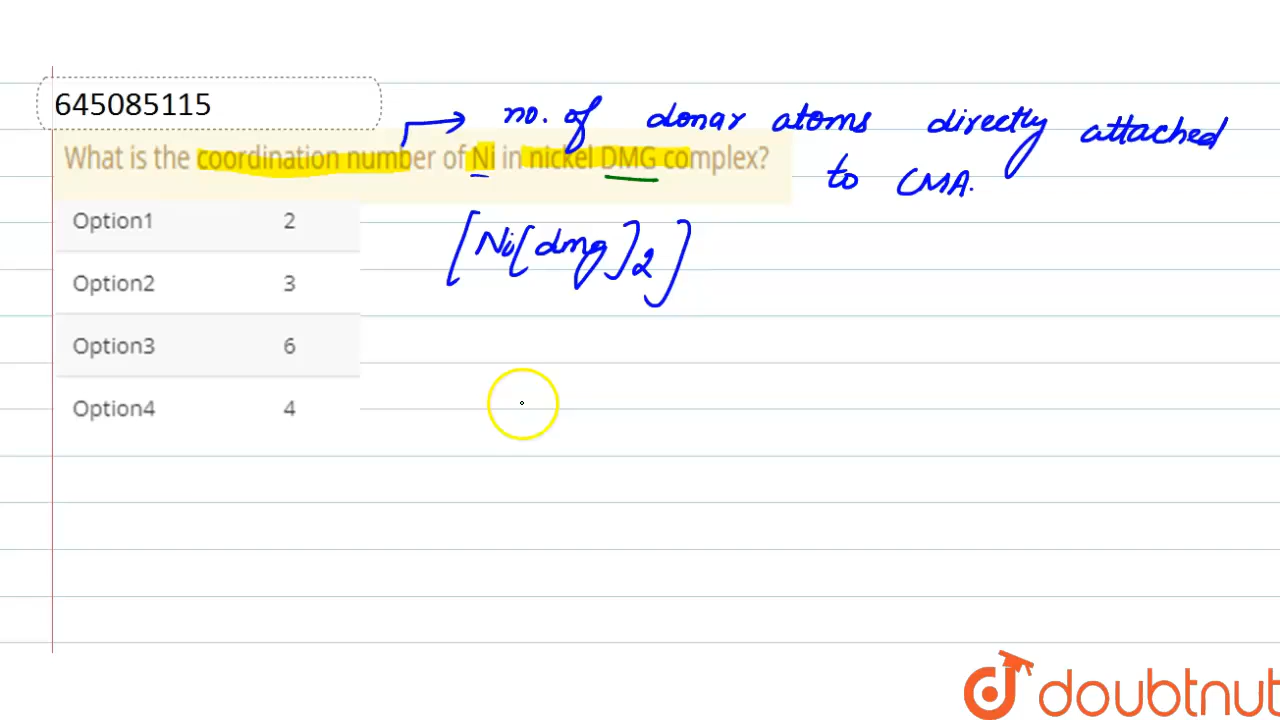 645085115
no. of donar atoms directly attached
to CMA.
What is the coordination number of Ni in nickel DMG complex?
[Ni[dmg]2]
Option1 2
Option2 3
Option3 6
Option4 4
doubtnut